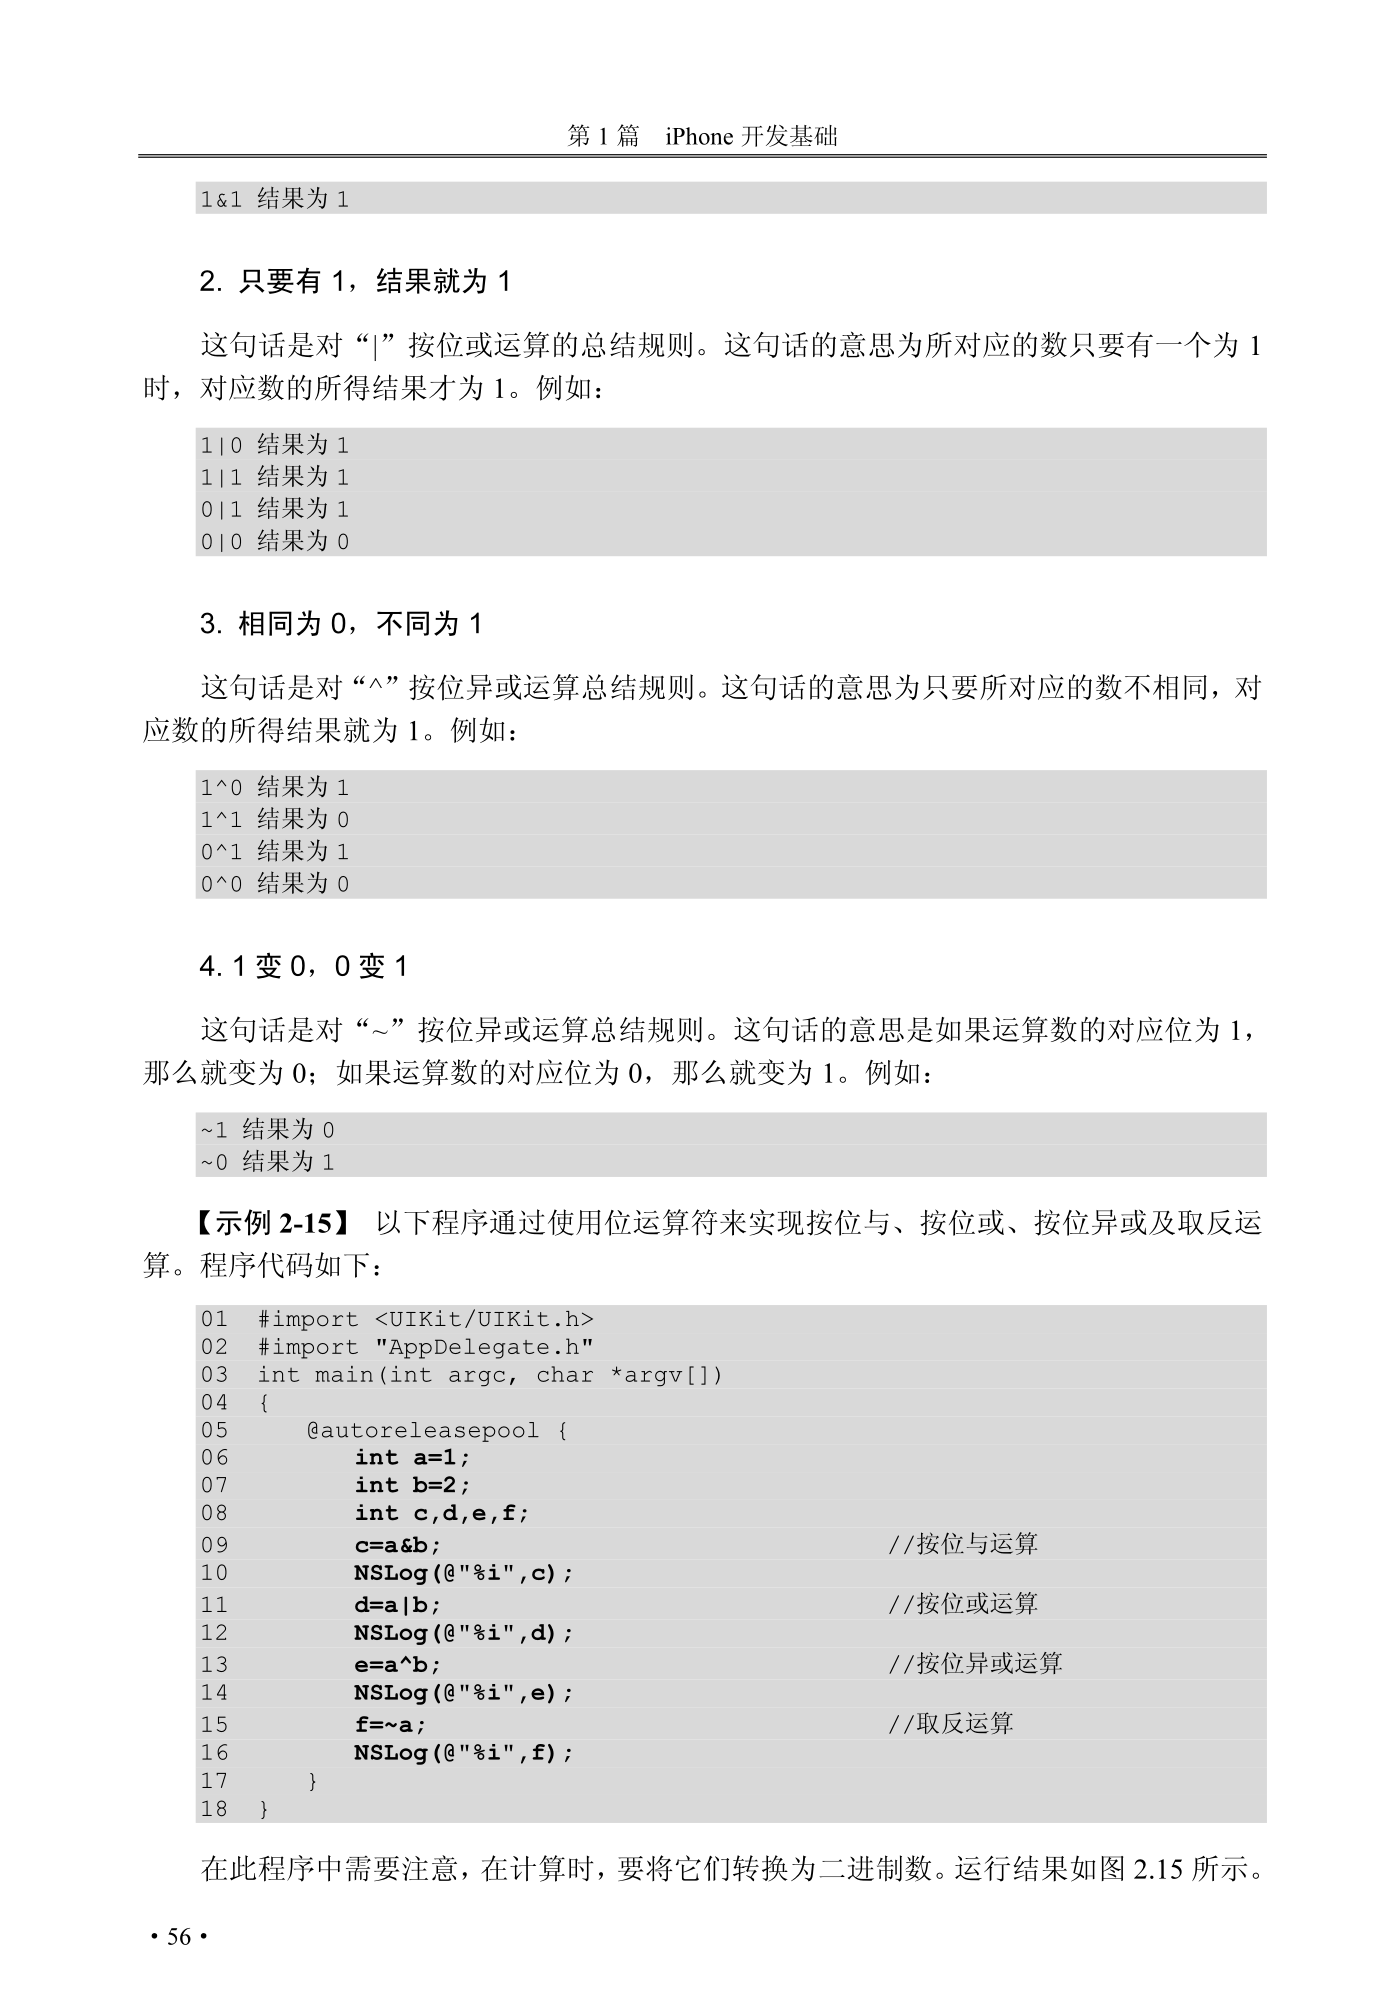 第 1 篇　iPhone 开发基础
1&1 结果为 1
2. 只要有 1，结果就为 1
这句话是对“|”按位或运算的总结规则。这句话的意思为所对应的数只要有一个为 1
时，对应数的所得结果才为 1。例如：
1|0 结果为 1
1|1 结果为 1
0|1 结果为 1
0|0 结果为 0
3. 相同为 0，不同为 1
这句话是对“^”按位异或运算总结规则。这句话的意思为只要所对应的数不相同，对
应数的所得结果就为 1。例如：
1^0 结果为 1
1^1 结果为 0
0^1 结果为 1
0^0 结果为 0
4. 1 变 0，0 变 1
这句话是对“~”按位异或运算总结规则。这句话的意思是如果运算数的对应位为 1，
那么就变为 0；如果运算数的对应位为 0，那么就变为 1。例如：
~1 结果为 0
~0 结果为 1
【示例 2-15】 以下程序通过使用位运算符来实现按位与、按位或、按位异或及取反运
算。程序代码如下：
01  #import <UIKit/UIKit.h>
02  #import "AppDelegate.h"
03  int main(int argc, char *argv[])
04  {
05      @autoreleasepool {
06          int a=1;
07          int b=2;
08          int c,d,e,f;
09          c=a&b;                              //按位与运算
10          NSLog(@"%i",c);
11          d=a|b;                              //按位或运算
12          NSLog(@"%i",d);
13          e=a^b;                              //按位异或运算
14          NSLog(@"%i",e);
15          f=~a;                               //取反运算
16          NSLog(@"%i",f);
17      }
18  }
在此程序中需要注意，在计算时，要将它们转换为二进制数。运行结果如图 2.15 所示。
• 56 •